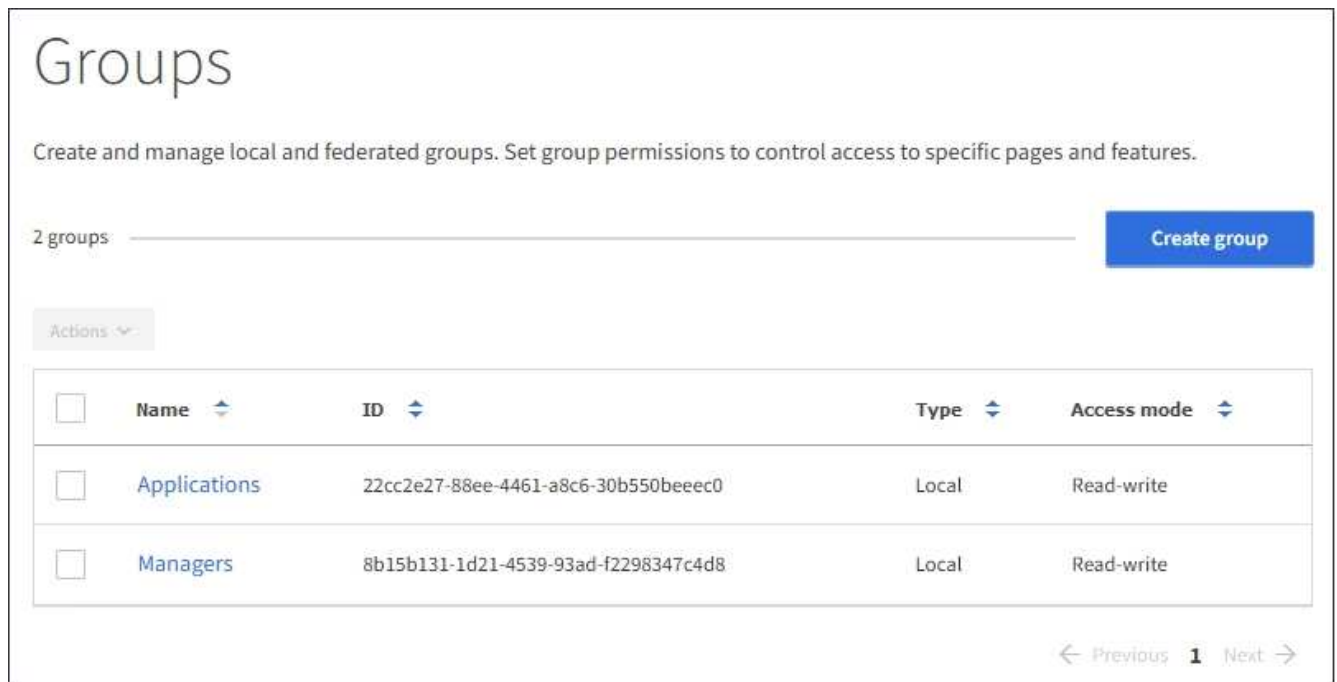 Groups
Create and manage local and federated groups. Set group permissions to control access to specific pages and features.
2 groups Create group
Actions
Name ID Type Access mode
Applications 22cc2e27-88ee-4461-a8c6-30b550beeec0 Local Read-write
Managers 8b15b131-1d21-4539-93ad-f2298347c4d8 Local Read-write
← Previous 1 Next →